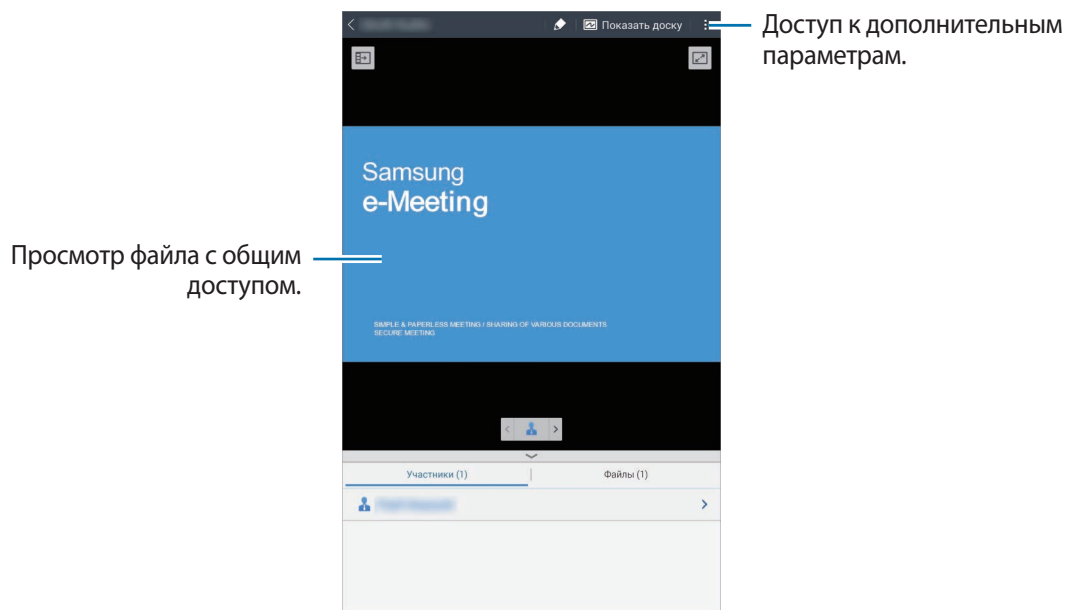 Показать доску
Доступ к дополнительным
параметрам.
Samsung
e-Meeting
Просмотр файла с общим
доступом.
SIMPLE & PAPERLESS MEETING / SHARING OF VARIOUS DOCUMENTS
SECURE MEETING
Участники (1)
Файлы (1)